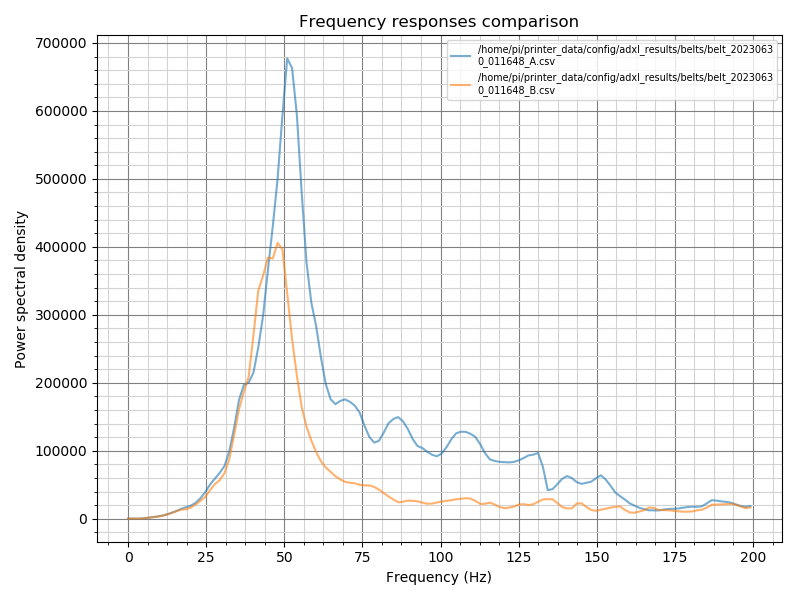 Frequency responses comparison
/home/pi/printer_data/config/adxl_results/belts/belt_2023063
0_011648_A.csv
/home/pi/printer_data/config/adxl_results/belts/belt_2023063
0_011648_B.csv
Power spectral density
700000
600000
500000
400000
300000
200000
100000
0
0 25 50 75 100 125 150 175 200
Frequency (Hz)